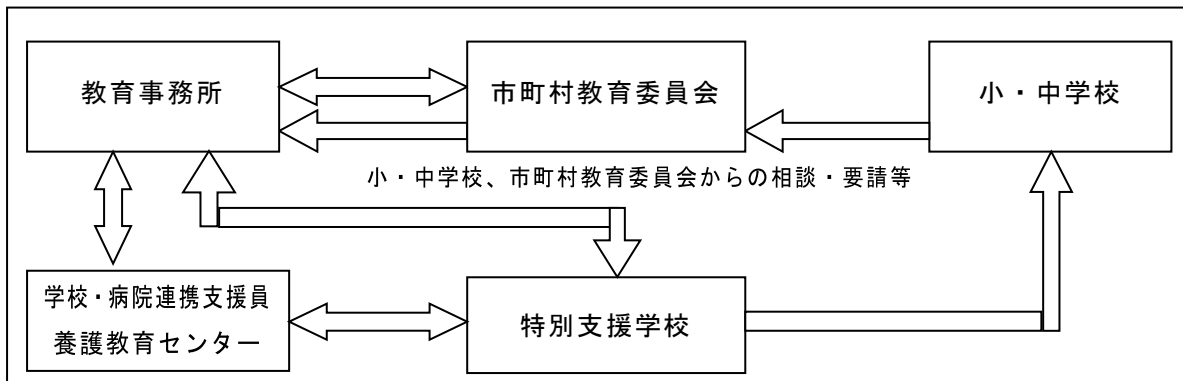 教育事務所
市町村教育委員会
小・中学校
小・中学校、市町村教育委員会からの相談・要請等
学校・病院連携支援員
養護教育センター
特別支援学校